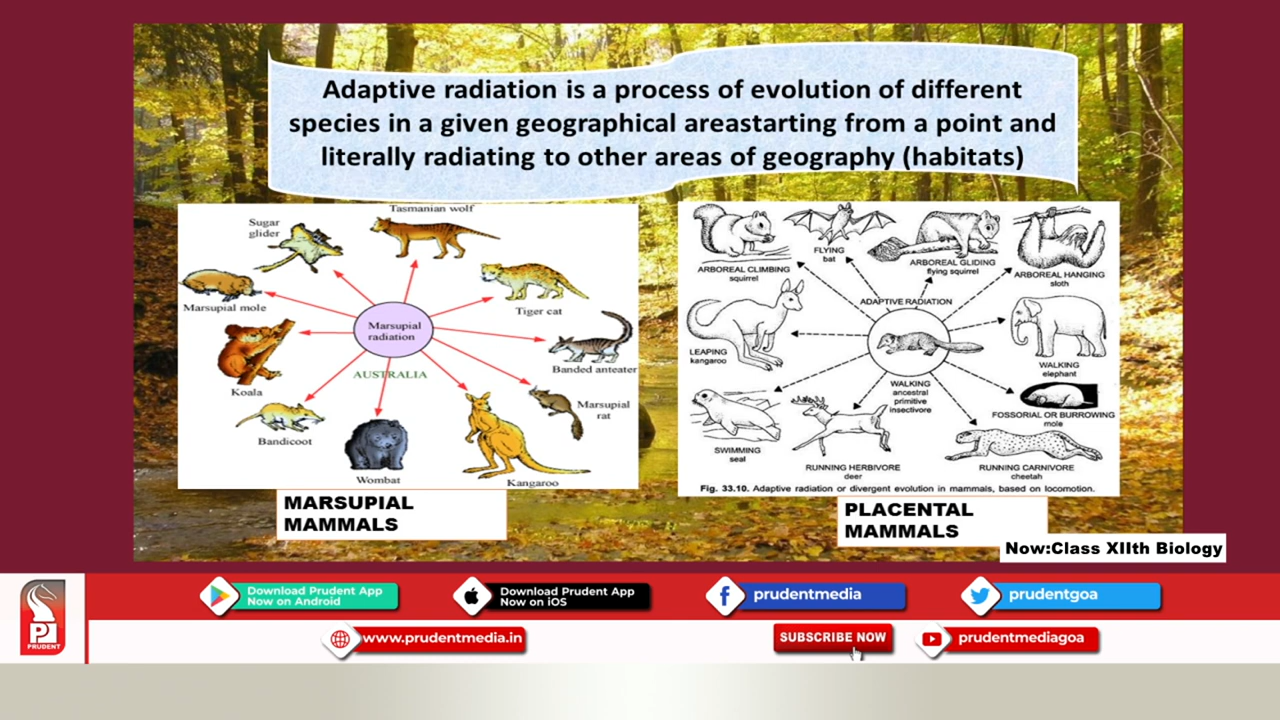 Adaptive radiation is a process of evolution of different
species in a given geographical areastarting from a point and
literally radiating to other areas of geography (habitats)
Tasmanian wolf
Sugar
glider
Tiger cat
Marsupial mole
Marsupial
radiation
Banded anteater
AUSTRALIA
Koala
Marsupial
rat
Bandicoot
Wombat
Kangaroo
MARSUPIAL
MAMMALS
FLYING
bat
ARBOREAL CLIMBING
squirrel
ARBOREAL GLIDING
flying squirrel
ARBOREAL HANGING
sloth
ADAPTIVE RADIATION
LEAPING
kangaroo
WALKING
elephant
WALKING
ancestral
primitive
insectivore
FOSSORIAL OR BURROWING
mole
SWIMMING
seal
RUNNING HERBIVORE
deer
RUNNING CARNIVORE
cheetah
Fig. 33.10. Adaptive radiation or divergent evolution in mammals, based on locomotion.
PLACENTAL
MAMMALS
Now:Class XIIth Biology
Download Prudent App
Now on Android
Download Prudent App
Now on iOS
prudentmedia
prudentgoa
PRUDENT
www.prudentmedia.in
SUBSCRIBE NOW
prudentmediagoa